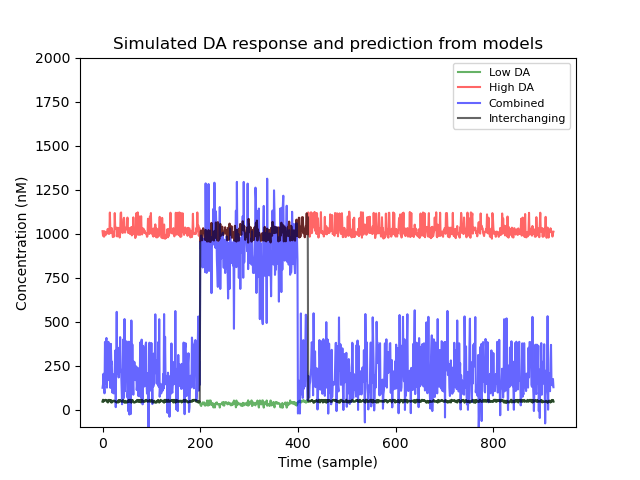 Simulated DA response and prediction from models
2000
1750
1500
1250
1000
750
500
250
0
Concentration (nM)
Low DA
High DA
Combined
Interchanging
0 200 400 600 800
Time (sample)